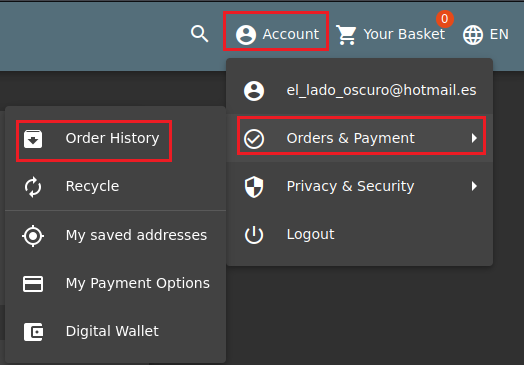 Account
0
Your Basket
EN
el_lado_oscuro@hotmail.es
Orders & Payment
Privacy & Security
Logout
Order History
Recycle
My saved addresses
My Payment Options
Digital Wallet